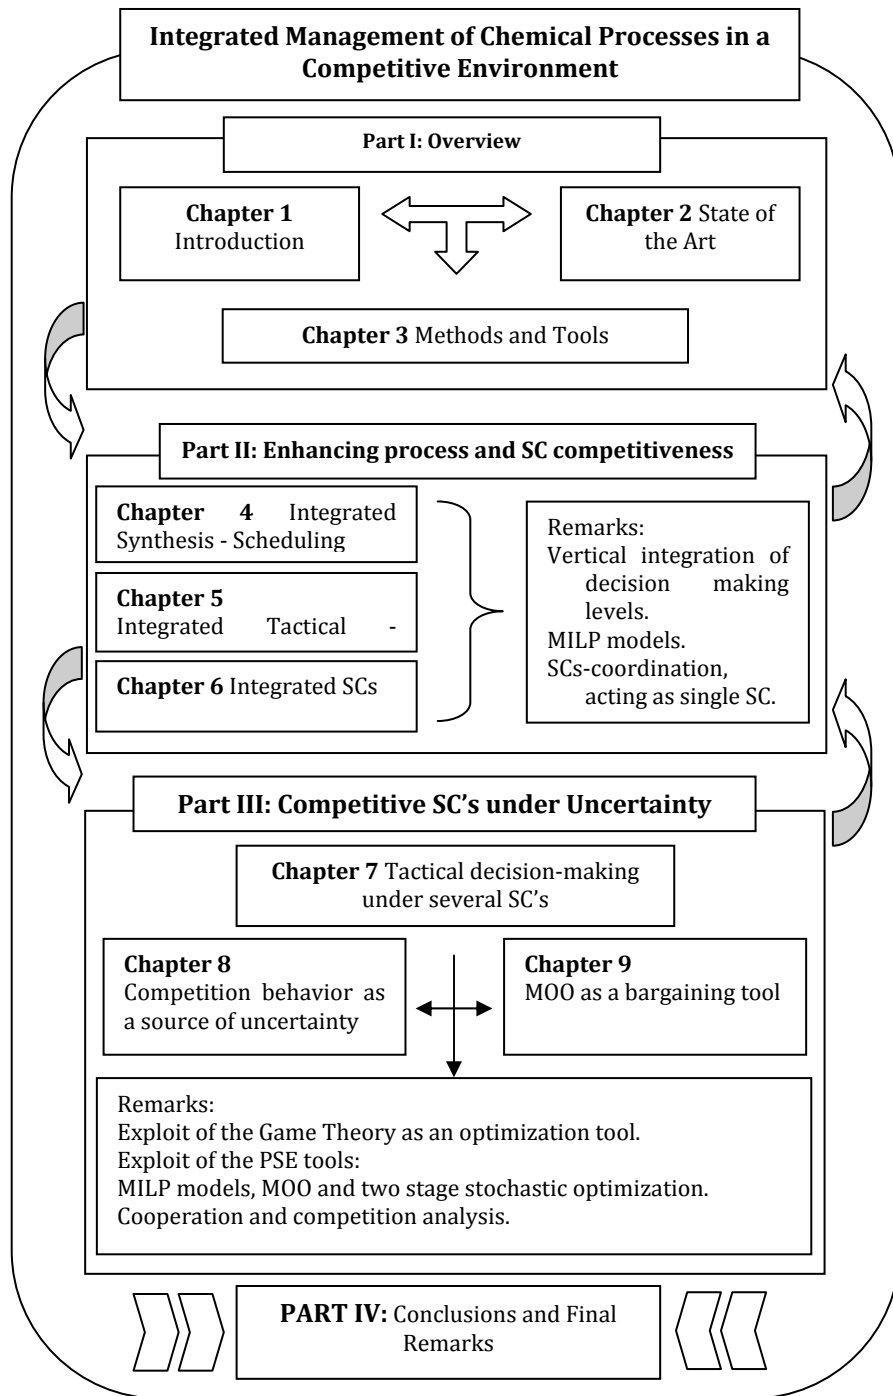 Integrated Management of Chemical Processes in a
Competitive Environment
Part I: Overview
Chapter 1
Introduction
Chapter 2 State of
the Art
Chapter 3 Methods and Tools
Part II: Enhancing process and SC competitiveness
Chapter 4 Integrated
Synthesis - Scheduling
Chapter 5
Integrated Tactical -
Chapter 6 Integrated SCs
Remarks:
Vertical integration of
decision making
levels.
MILP models.
SCs-coordination,
acting as single SC.
Part III: Competitive SC’s under Uncertainty
Chapter 7 Tactical decision-making
under several SC’s
Chapter 8
Competition behavior as
a source of uncertainty
Chapter 9
MOO as a bargaining tool
Remarks:
Exploit of the Game Theory as an optimization tool.
Exploit of the PSE tools:
MILP models, MOO and two stage stochastic optimization.
Cooperation and competition analysis.
PART IV: Conclusions and Final
Remarks